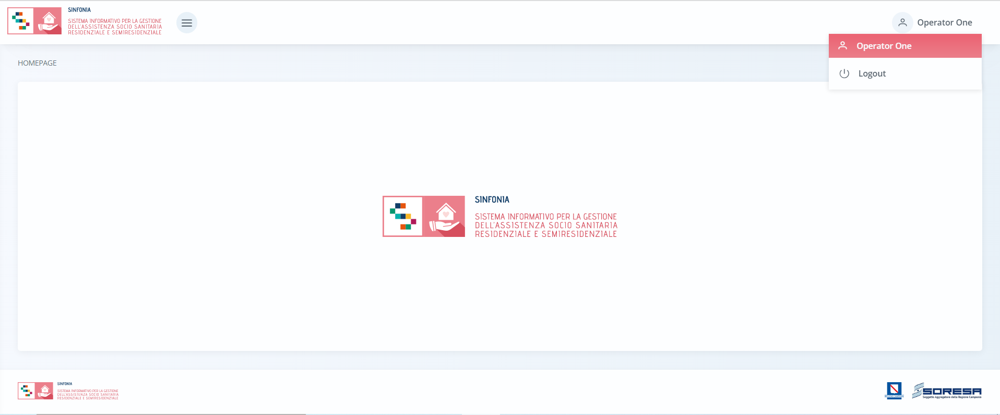 SINFONIA
SISTEMA INFORMATIVO PER LA GESTIONE
DELL'ASSISTENZA SOCIO SANITARIA
RESIDENZIALE E SEMIRESIDENZIALE
Operator One
Operator One
Logout
HOMEPAGE
SINFONIA
SISTEMA INFORMATIVO PER LA GESTIONE
DELL'ASSISTENZA SOCIO SANITARIA
RESIDENZIALE E SEMIRESIDENZIALE
SINFONIA
SISTEMA INFORMATIVO PER LA GESTIONE
DELL'ASSISTENZA SOCIO SANITARIA
RESIDENZIALE E SEMIRESIDENZIALE
REGIONE CAMPANIA
SORESA
Soggetto Aggregatore della Regione Campania